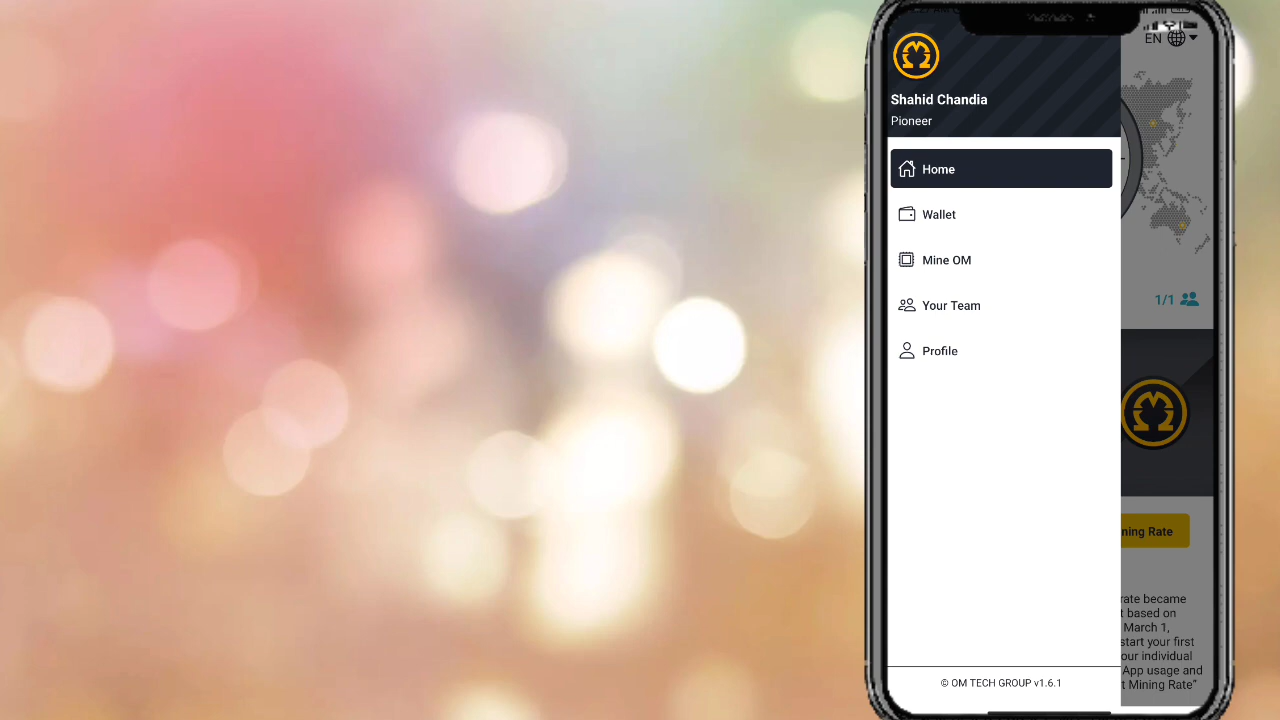 EN
Shahid Chandia
Pioneer
Home
Wallet
Mine OM
Your Team
Profile
1/1
ning Rate
rate became
t based on
March 1,
start your first
our individual
App usage and
t Mining Rate"
© OM TECH GROUP v1.6.1